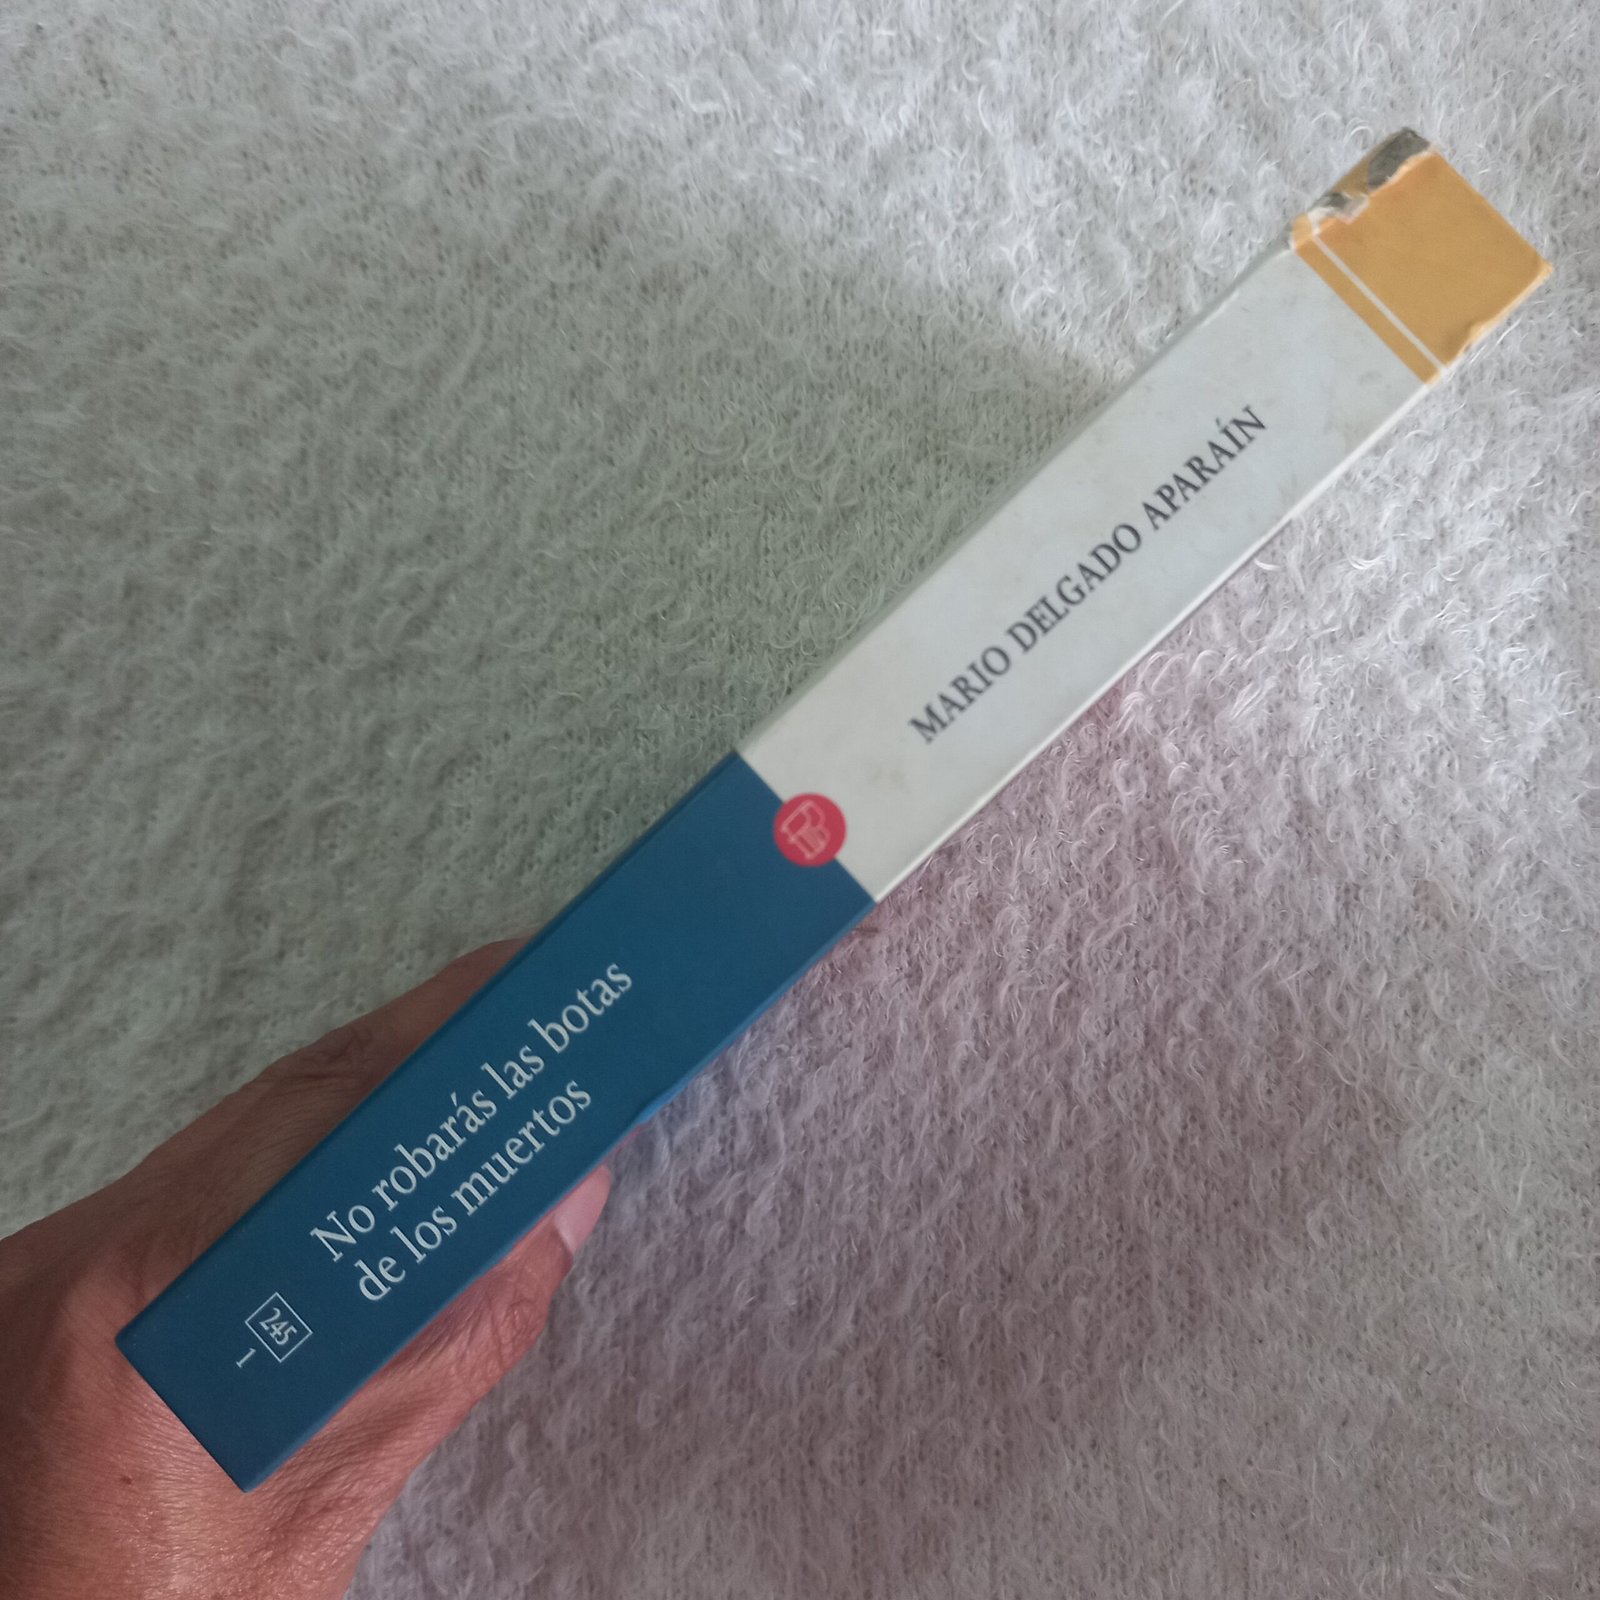 MARIO DELGADO APARAÍN
No robarás las botas
de los muertos
245
1